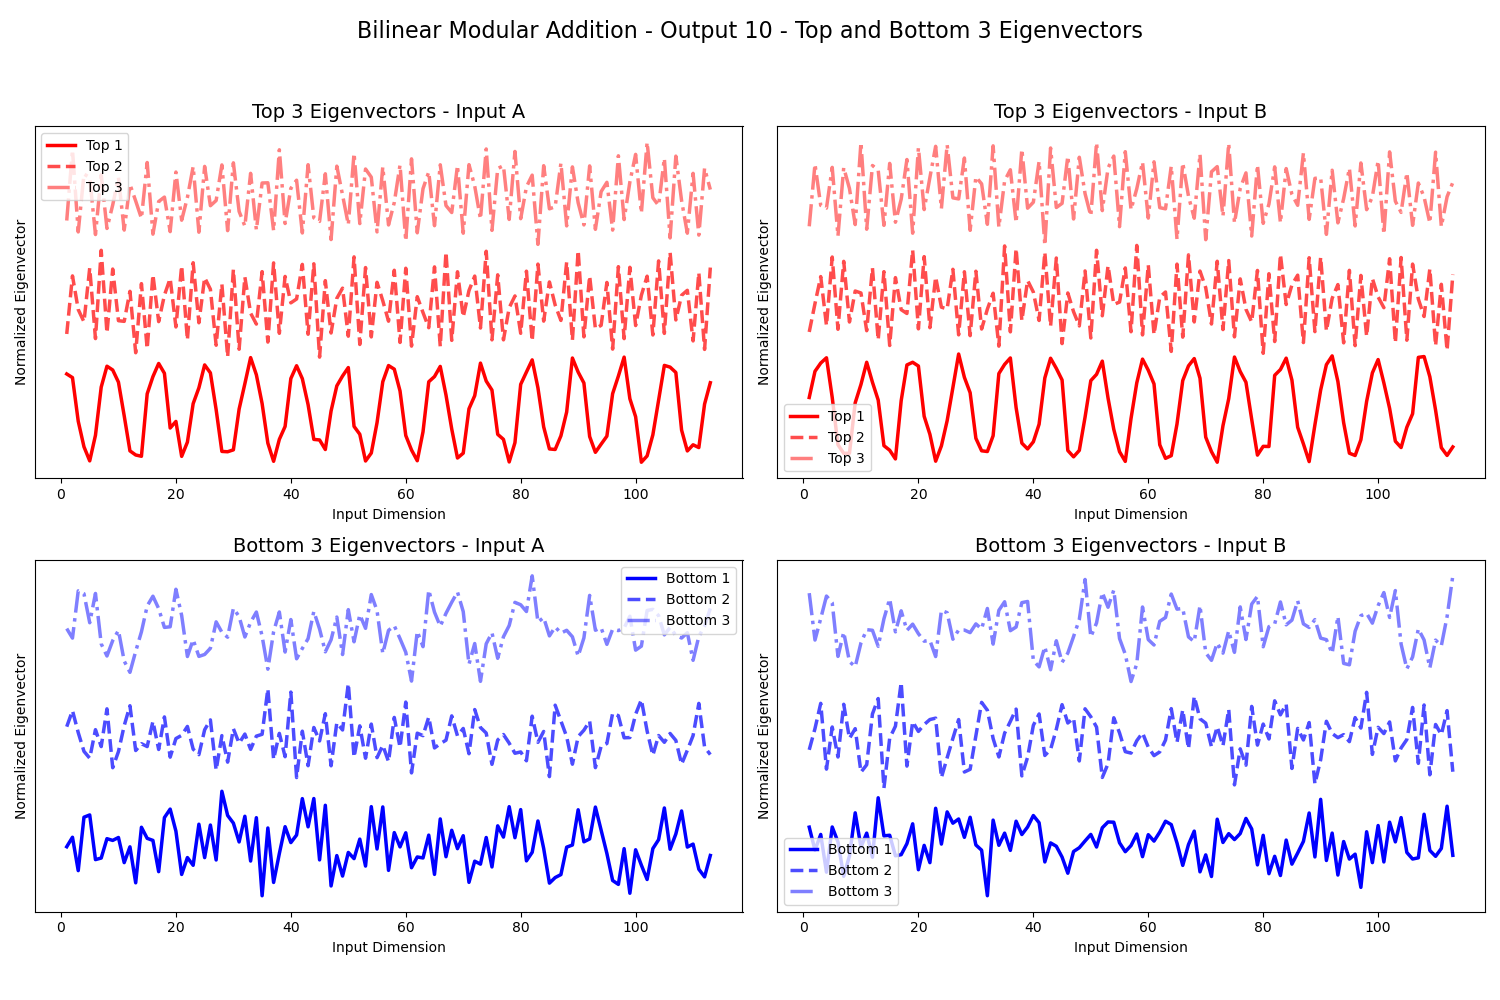 Bilinear Modular Addition - Output 10 - Top and Bottom 3 Eigenvectors
Top 3 Eigenvectors - Input A
Normalized Eigenvector
Top 1
Top 2
Top 3
0 20 40 60 80 100
Input Dimension
Top 3 Eigenvectors - Input B
Normalized Eigenvector
Top 1
Top 2
Top 3
0 20 40 60 80 100
Input Dimension
Bottom 3 Eigenvectors - Input A
Normalized Eigenvector
Bottom 1
Bottom 2
Bottom 3
0 20 40 60 80 100
Input Dimension
Bottom 3 Eigenvectors - Input B
Normalized Eigenvector
Bottom 1
Bottom 2
Bottom 3
0 20 40 60 80 100
Input Dimension